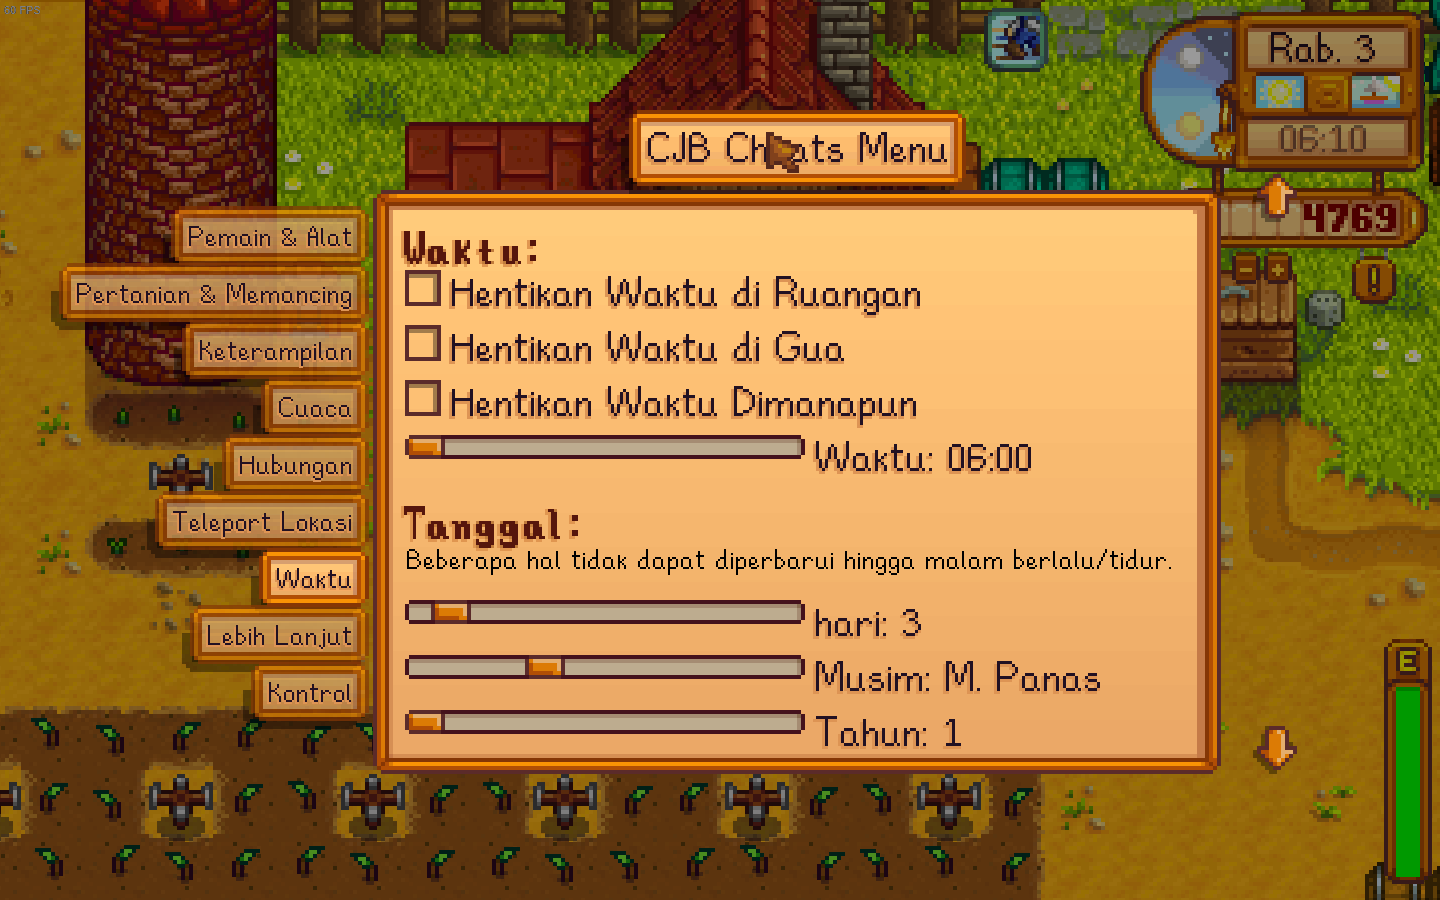 60 FPS
Rab. 3
06:10
4769
CJB Cheats Menu
Pemain & Alat
Pertanian & Memancing
Keterampilan
Cuaca
Hubungan
Teleport Lokasi
Waktu
Lebih Lanjut
Kontrol
Waktu:
Hentikan Waktu di Ruangan
Hentikan Waktu di Gua
Hentikan Waktu Dimanapun
Waktu: 06:00
Tanggal:
Beberapa hal tidak dapat diperbarui hingga malam berlalu/tidur.
hari: 3
Musim: M. Panas
Tahun: 1
E